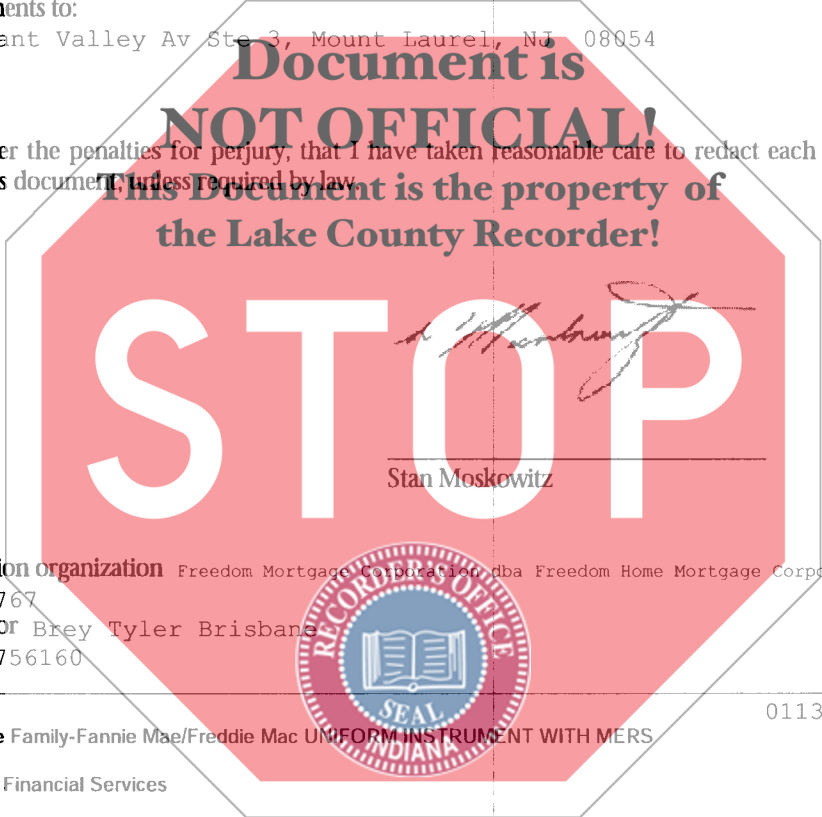 ents to:
ant Valley Av Ste 3, Mount Laurel, NJ 08054
Document is
NOT OFFICIAL!
er the penalties for perjury, that I have taken reasonable care to redact each
s document, unless required by law.
This Document is the property of
the Lake County Recorder!
STOP
Stan Moskowitz
ion organization Freedom Mortgage Corporation dba Freedom Home Mortgage Corpo
767
or Brey Tyler Brisbane
756160
RECORDER'S OFFICE
SEAL
INDIANA
0113
e Family-Fannie Mae/Freddie Mac UNIFORM INSTRUMENT WITH MERS
Financial Services